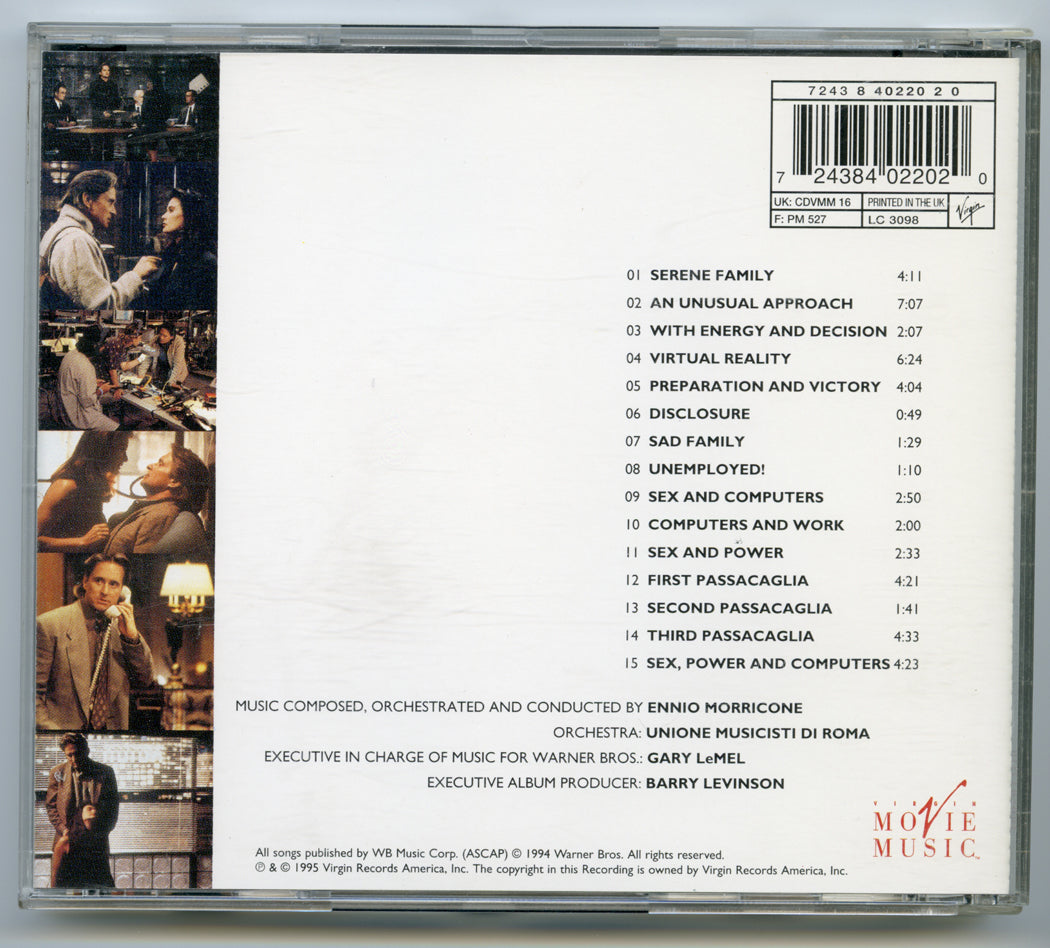 7243 8 40220 2 0
7 24384 02202 0
UK: CDVMM 16 PRINTED IN THE UK
F: PM 527 LC 3098
Virgin
01 SERENE FAMILY 4:11
02 AN UNUSUAL APPROACH 7:07
03 WITH ENERGY AND DECISION 2:07
04 VIRTUAL REALITY 6:24
05 PREPARATION AND VICTORY 4:04
06 DISCLOSURE 0:49
07 SAD FAMILY 1:29
08 UNEMPLOYED! 1:10
09 SEX AND COMPUTERS 2:50
10 COMPUTERS AND WORK 2:00
11 SEX AND POWER 2:33
12 FIRST PASSACAGLIA 4:21
13 SECOND PASSACAGLIA 1:41
14 THIRD PASSACAGLIA 4:33
15 SEX, POWER AND COMPUTERS 4:23
MUSIC COMPOSED, ORCHESTRATED AND CONDUCTED BY ENNIO MORRICONE
ORCHESTRA: UNIONE MUSICISTI DI ROMA
EXECUTIVE IN CHARGE OF MUSIC FOR WARNER BROS.: GARY LeMEL
EXECUTIVE ALBUM PRODUCER: BARRY LEVINSON
VIRGIN
MOVIE
MUSIC™
All songs published by WB Music Corp. (ASCAP) © 1994 Warner Bros. All rights reserved.
℗ & © 1995 Virgin Records America, Inc. The copyright in this Recording is owned by Virgin Records America, Inc.